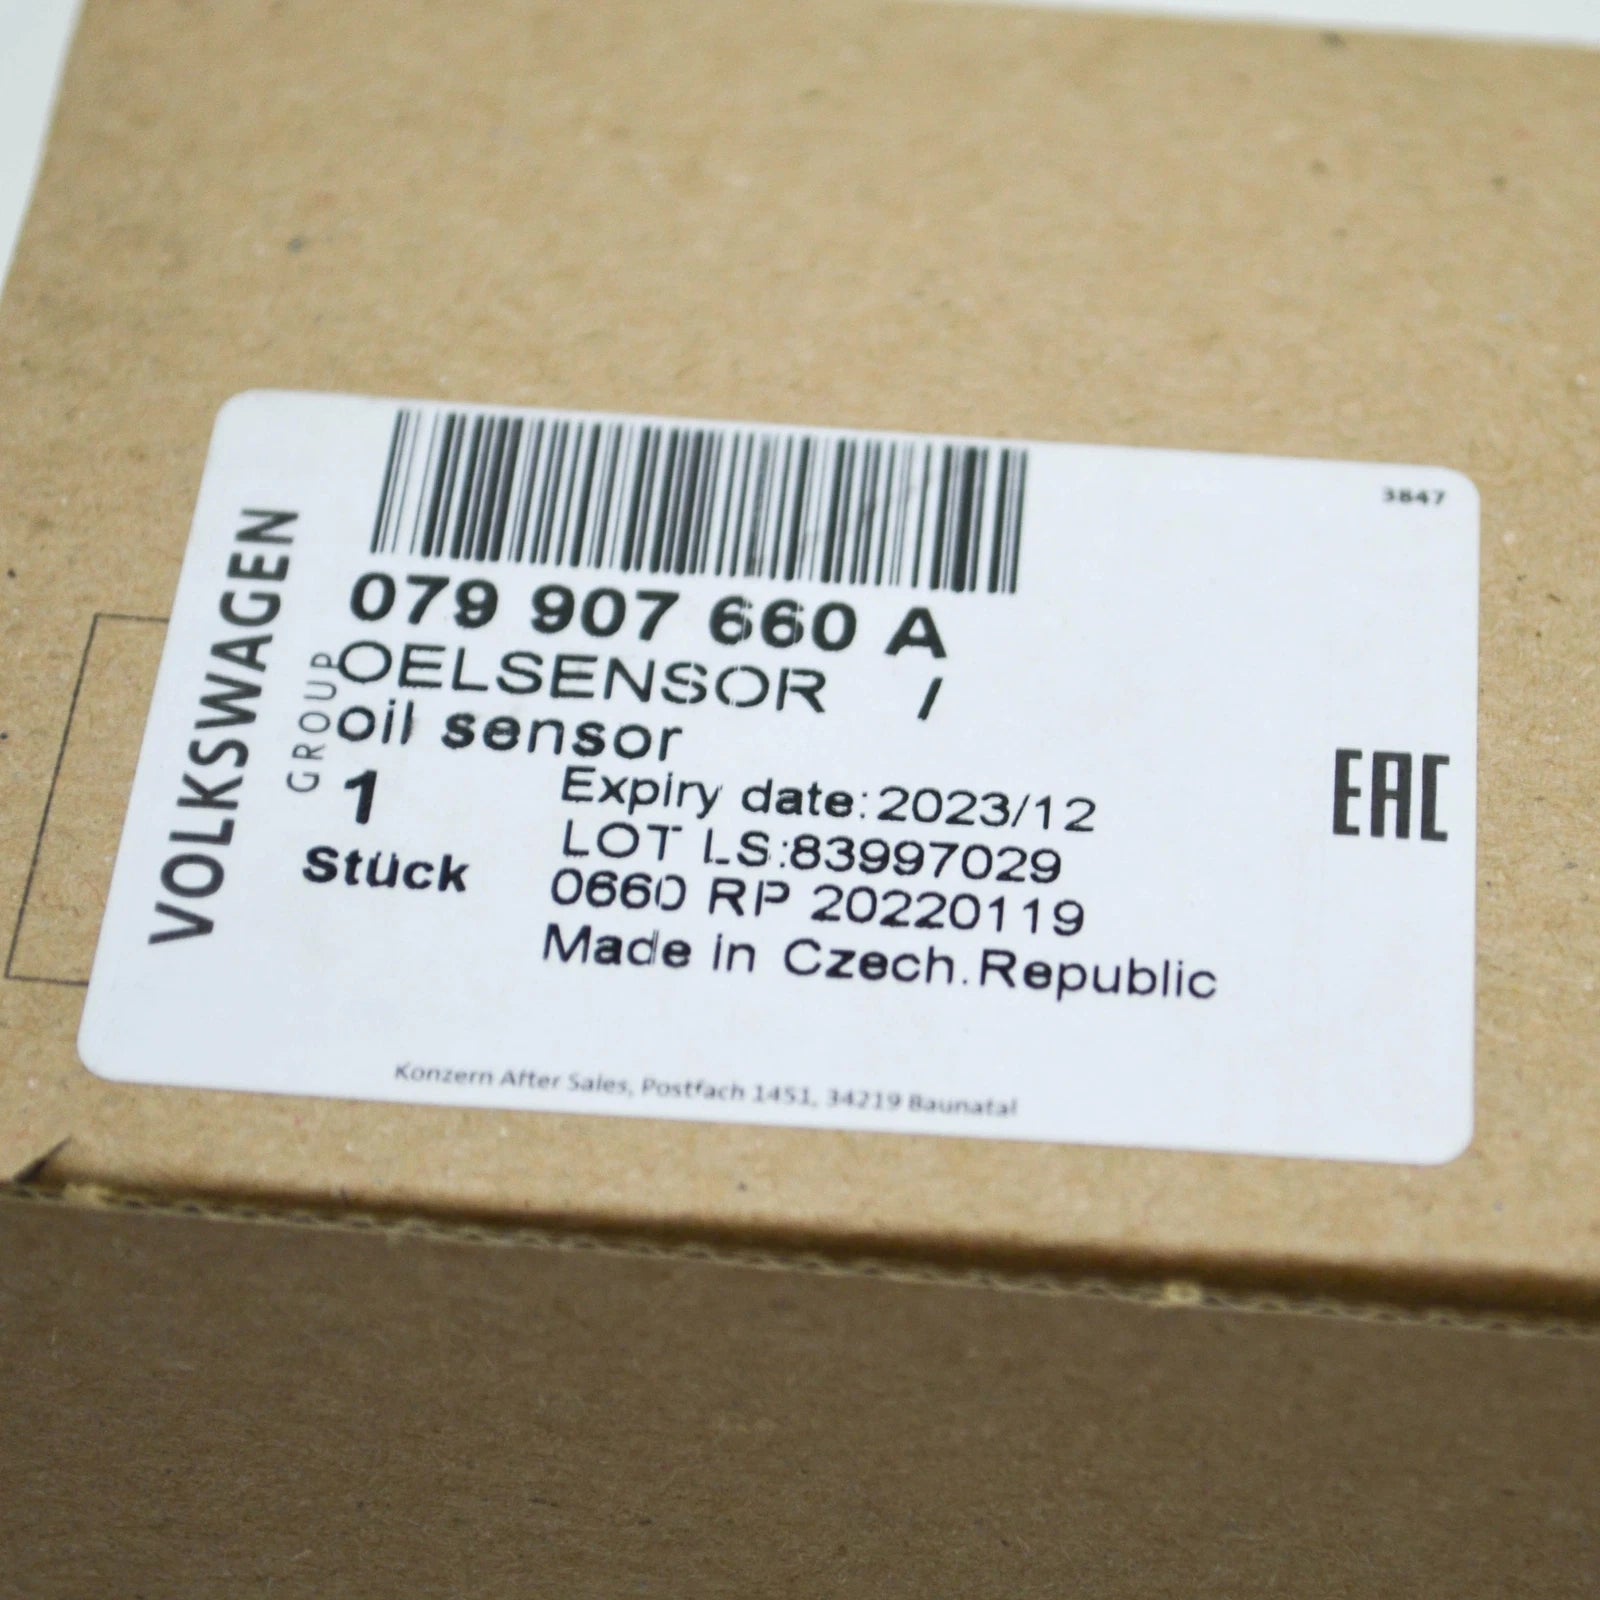 3847
VOLKSWAGEN
GROUP
079 907 660 A
OELSENSOR /
oil sensor
1
Stück
Expiry date:2023/12
LOT LS:83997029
0660 RP 20220119
Made in Czech.Republic
EAC
Konzern After Sales, Postfach 1451, 34219 Baunatal